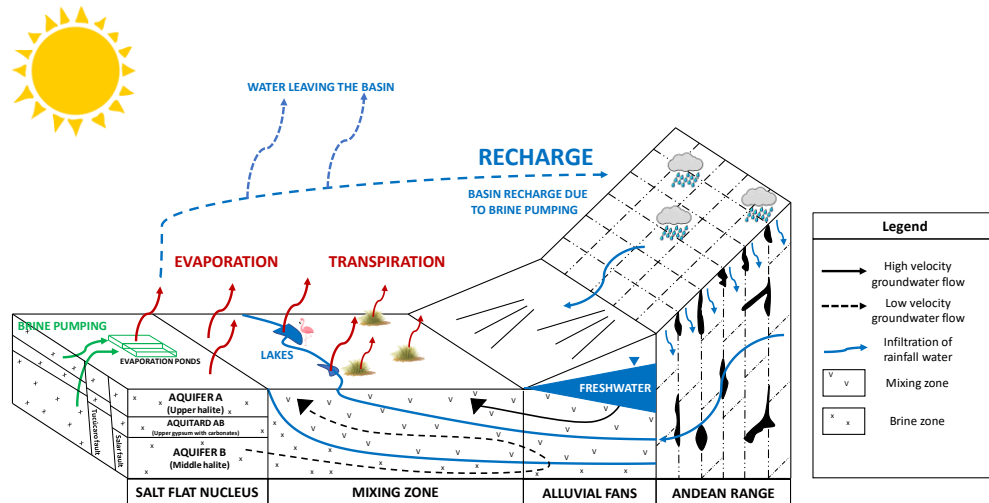 WATER LEAVING THE BASIN
RECHARGE
BASIN RECHARGE DUE
TO BRINE PUMPING
EVAPORATION
TRANSPIRATION
BRINE PUMPING
EVAPORATION PONDS
LAKES
FRESHWATER
Tucúcaro fault
Salar fault
AQUIFER A
(Upper halite)
AQUITARD AB
(Upper gypsum with carbonates)
AQUIFER B
(Middle halite)
SALT FLAT NUCLEUS
MIXING ZONE
ALLUVIAL FANS
ANDEAN RANGE
Legend
High velocity
groundwater flow
Low velocity
groundwater flow
Infiltration of
rainfall water
Mixing zone
Brine zone